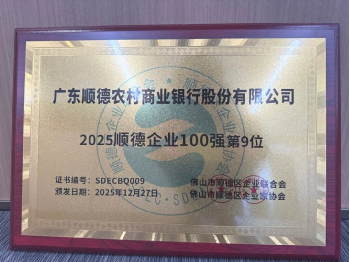 广东顺德农村商业银行股份有限公司
2025顺德企业100强第9位
证书编号：SDECBQ009
颁发日期：2025年12月27日
佛山市顺德区企业联合会
佛山市顺德区企业家协会